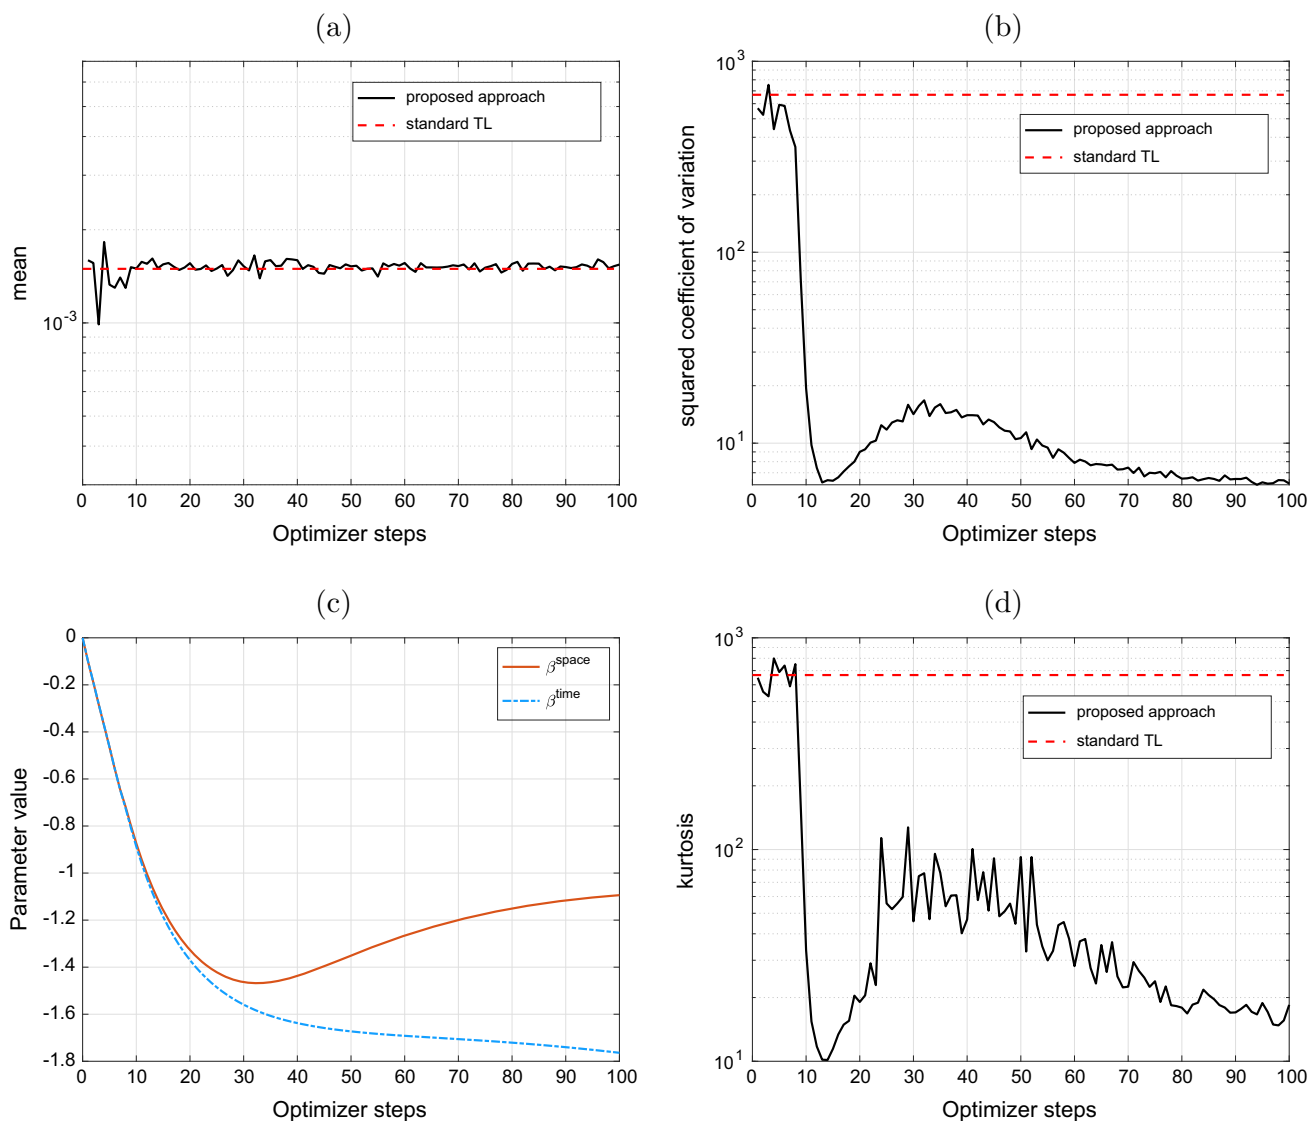 (a)
proposed approach
standard TL
mean
10^-3
0 10 20 30 40 50 60 70 80 90 100
Optimizer steps
(b)
10^3
proposed approach
standard TL
10^2
squared coefficient of variation
10^1
0 10 20 30 40 50 60 70 80 90 100
Optimizer steps
(c)
0
β^space
-0.2
β^time
-0.4
-0.6
-0.8
Parameter value
-1
-1.2
-1.4
-1.6
-1.8
0 10 20 30 40 50 60 70 80 90 100
Optimizer steps
(d)
10^3
proposed approach
standard TL
kurtosis
10^2
10^1
0 10 20 30 40 50 60 70 80 90 100
Optimizer steps